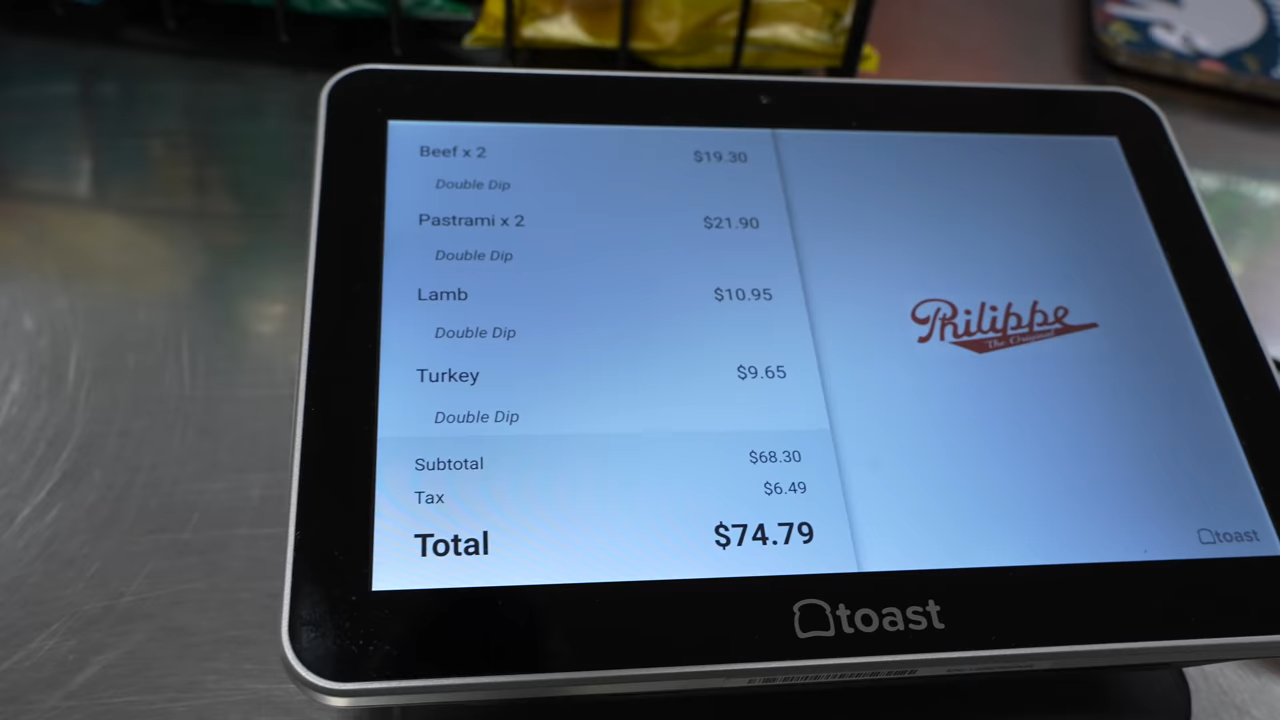 Beef x 2 $19.30
Double Dip
Pastrami x 2 $21.90
Double Dip
Lamb $10.95
Double Dip
Turkey $9.65
Double Dip
Subtotal $68.30
Tax $6.49
Total $74.79
Philippe
The Original
toast
toast